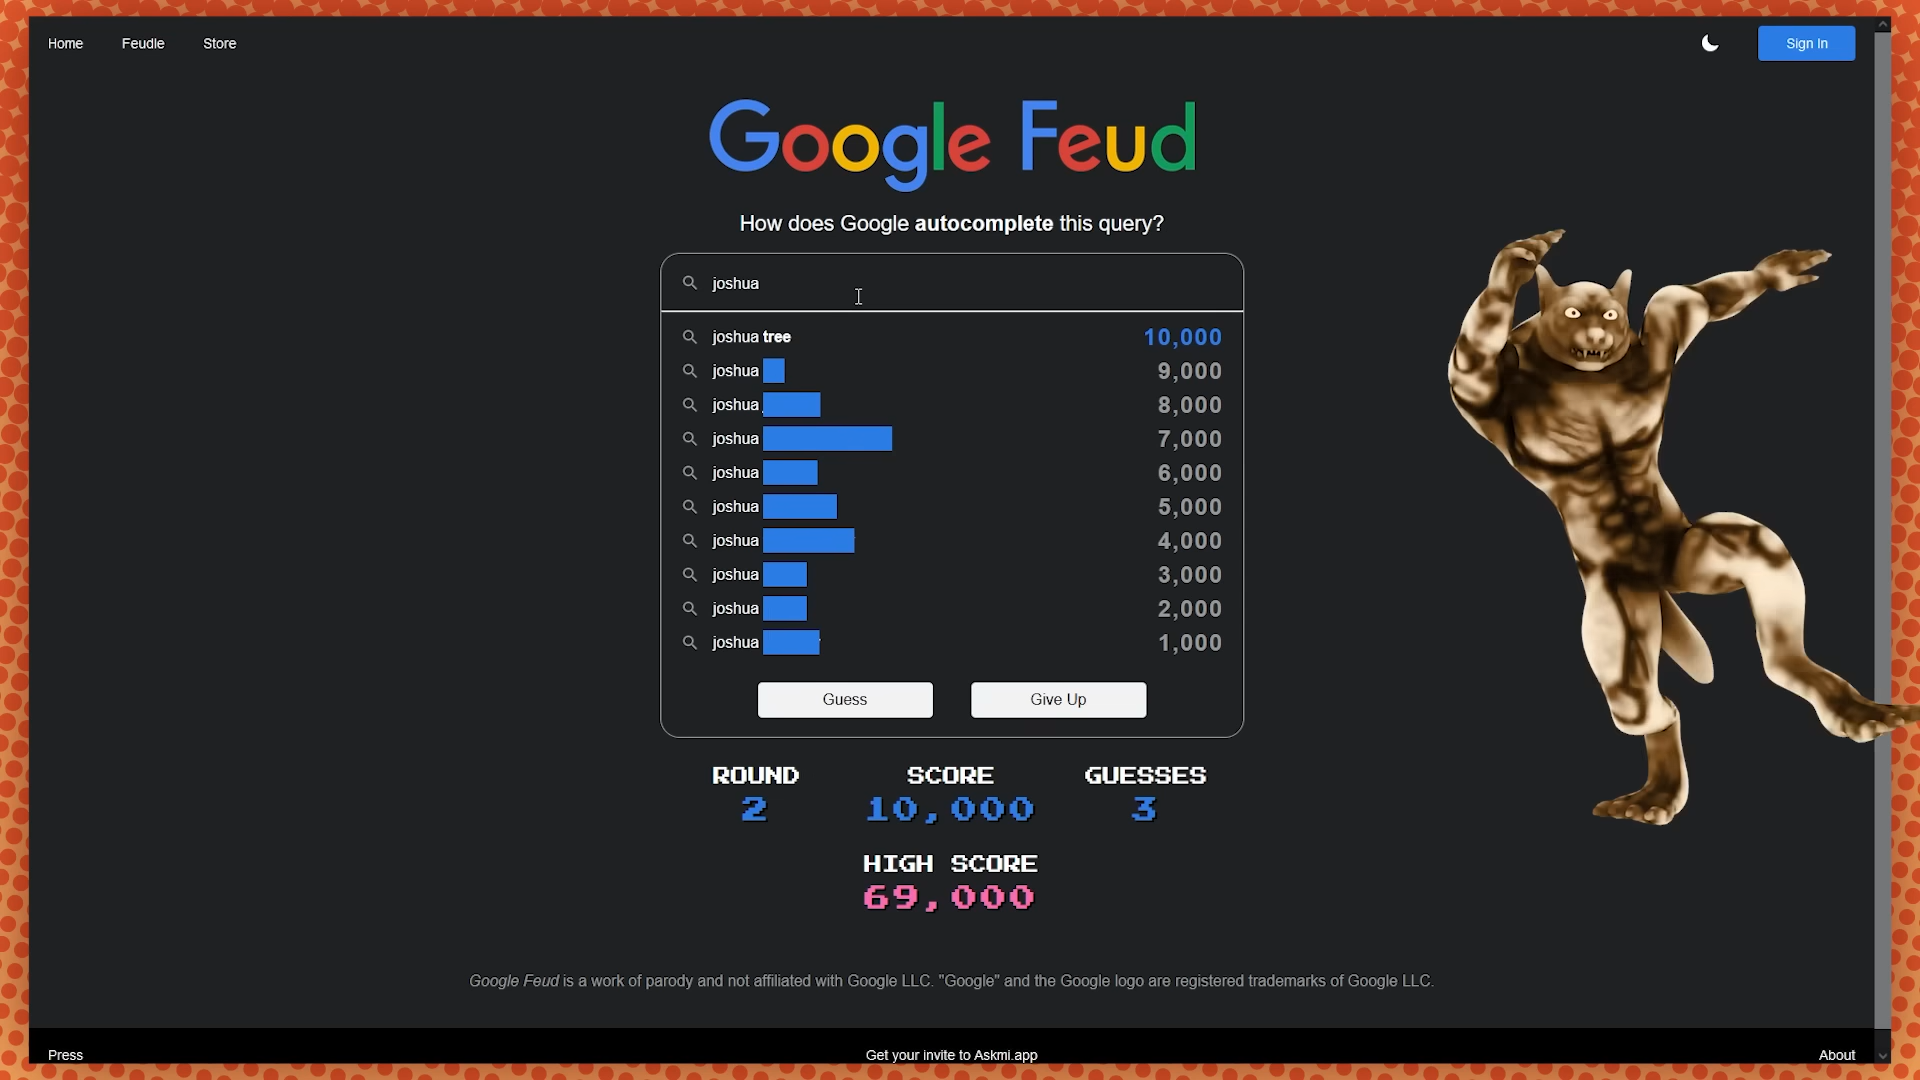 Home Feudle Store Sign In
Google Feud
How does Google autocomplete this query?
joshua
joshua tree 10,000
joshua 9,000
joshua 8,000
joshua 7,000
joshua 6,000
joshua 5,000
joshua 4,000
joshua 3,000
joshua 2,000
joshua 1,000
Guess Give Up
ROUND SCORE GUESSES
2 10,000 3
HIGH SCORE
69,000
Google Feud is a work of parody and not affiliated with Google LLC. "Google" and the Google logo are registered trademarks of Google LLC.
Press Get your invite to Askmi.app About